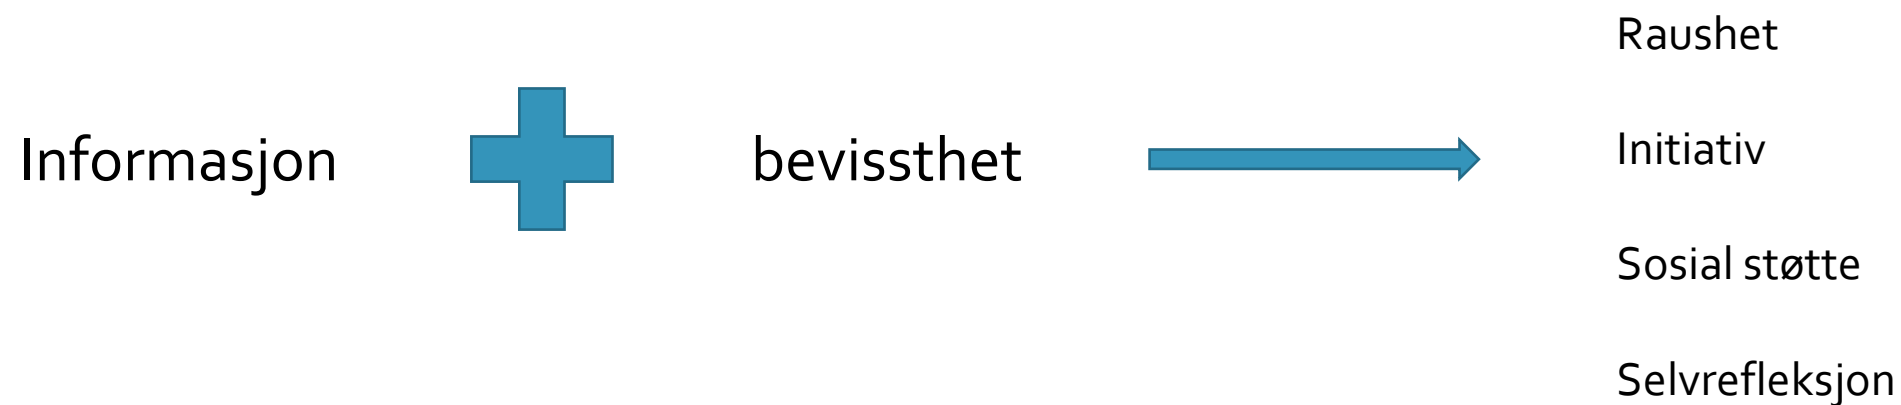 Informasjon
bevissthet
Raushet
Initiativ
Sosial støtte
Selvrefleksjon